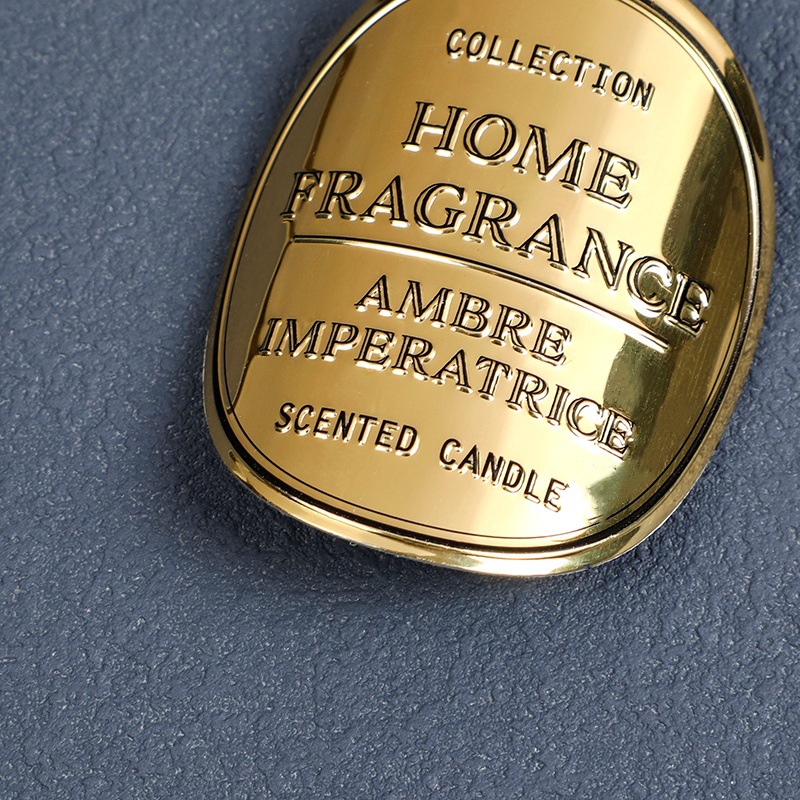 COLLECTION
HOME
FRAGRANCE
AMBRE
IMPERATRICE
SCENTED CANDLE